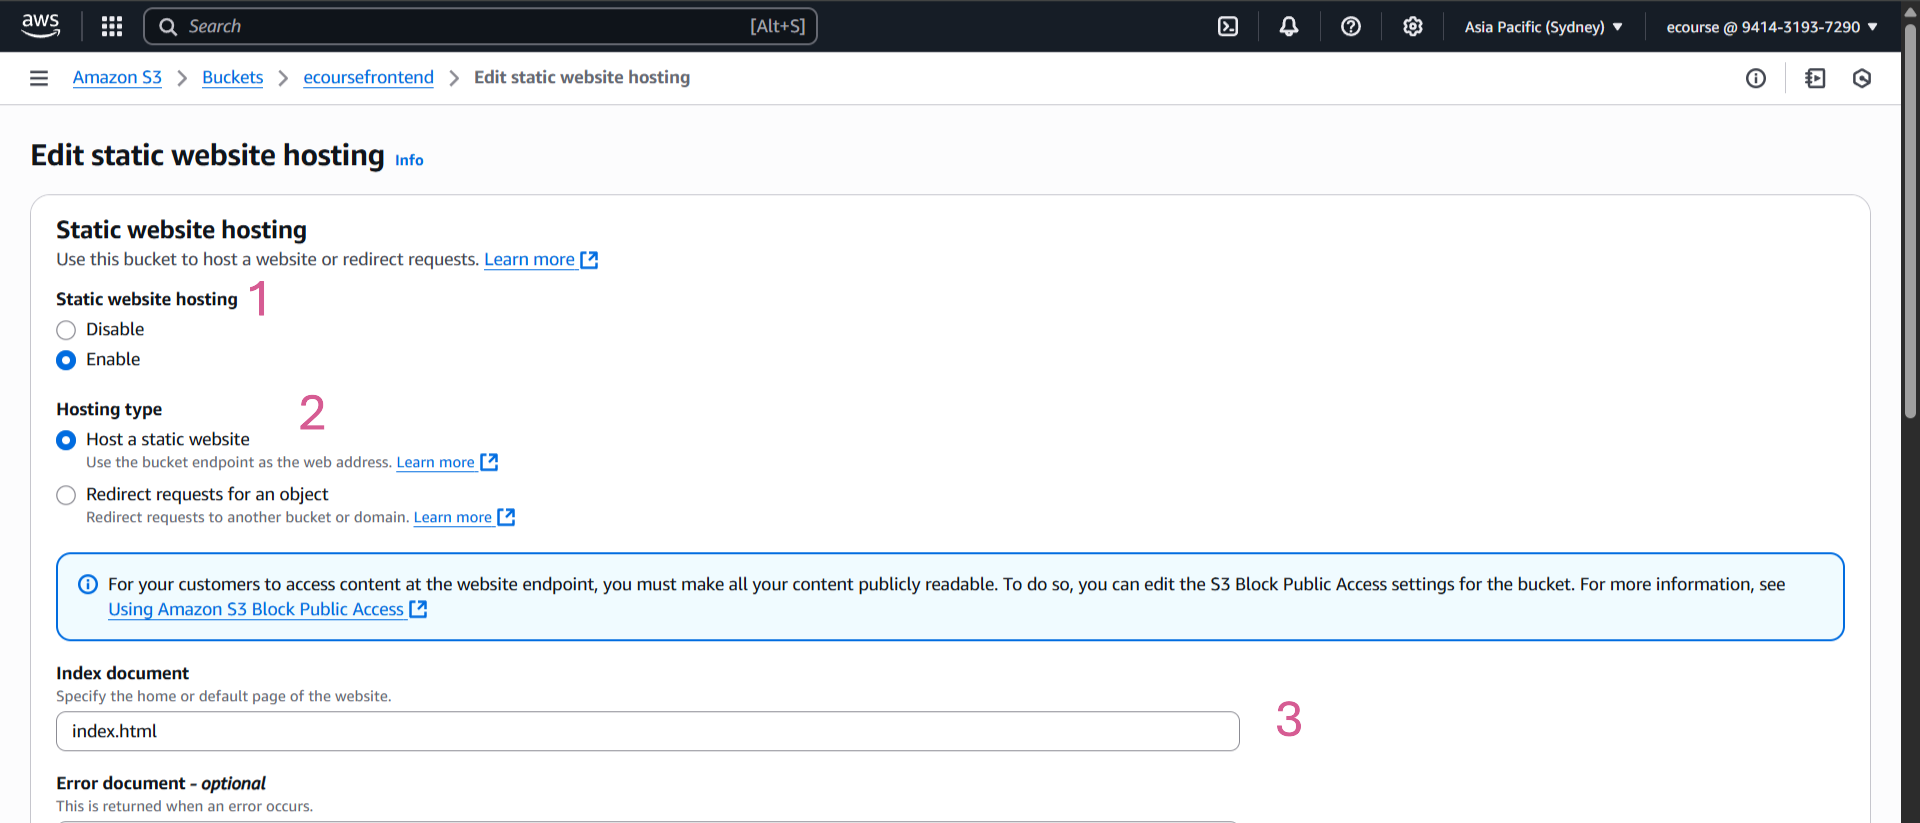 aws
Search [Alt+S]
Asia Pacific (Sydney)
ecourse @ 9414-3193-7290
Amazon S3 > Buckets > ecoursefrontend > Edit static website hosting
Edit static website hosting Info
Static website hosting
Use this bucket to host a website or redirect requests. Learn more
Static website hosting 1
Disable
Enable
Hosting type 2
Host a static website
Use the bucket endpoint as the web address. Learn more
Redirect requests for an object
Redirect requests to another bucket or domain. Learn more
For your customers to access content at the website endpoint, you must make all your content publicly readable. To do so, you can edit the S3 Block Public Access settings for the bucket. For more information, see
Using Amazon S3 Block Public Access
Index document
Specify the home or default page of the website.
index.html 3
Error document - optional
This is returned when an error occurs.